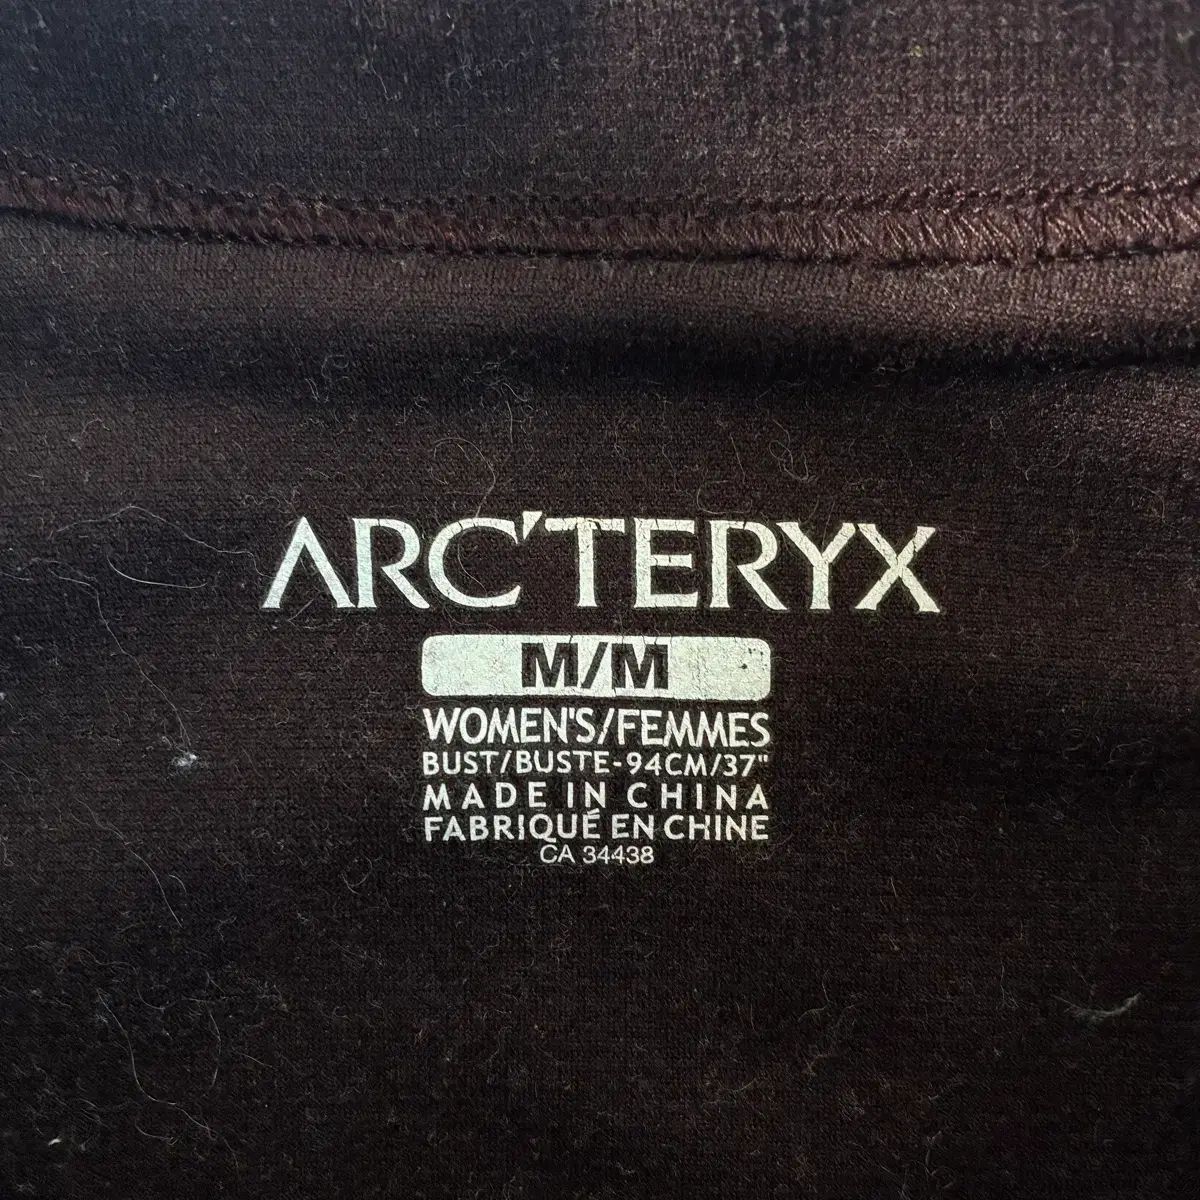 ARC'TERYX
M/M
WOMEN'S/FEMMES
BUST/BUSTE-94CM/37"
MADE IN CHINA
FABRIQUÉ EN CHINE
CA 34438